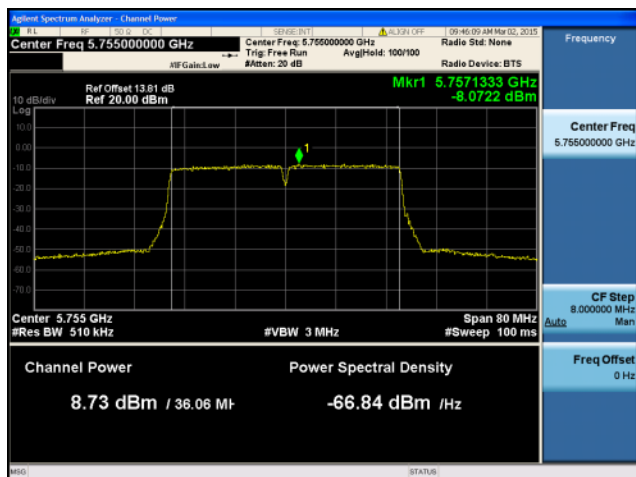 Agilent Spectrum Analyzer - Channel Power
RL RF 50 Ω DC SENSE:INT ALIGN OFF 09:46:09 AM Mar 02, 2015
Center Freq 5.755000000 GHz Center Freq: 5.755000000 GHz Radio Std: None Frequency
Trig: Free Run Avg|Hold: 100/100
#IFGain:Low #Atten: 20 dB Radio Device: BTS
Ref Offset 13.81 dB Mkr1 5.7571333 GHz
10 dB/div Ref 20.00 dBm -8.0722 dBm
Log
10.0
0.00
-10.0
-20.0
-30.0
-40.0
-50.0
-60.0
-70.0
1
Center Freq
5.755000000 GHz
Center 5.755 GHz Span 80 MHz
#Res BW 510 kHz #VBW 3 MHz #Sweep 100 ms
CF Step
8.000000 MHz
Auto Man
Channel Power Power Spectral Density
8.73 dBm / 36.06 MH -66.84 dBm /Hz
Freq Offset
0 Hz
MSG STATUS